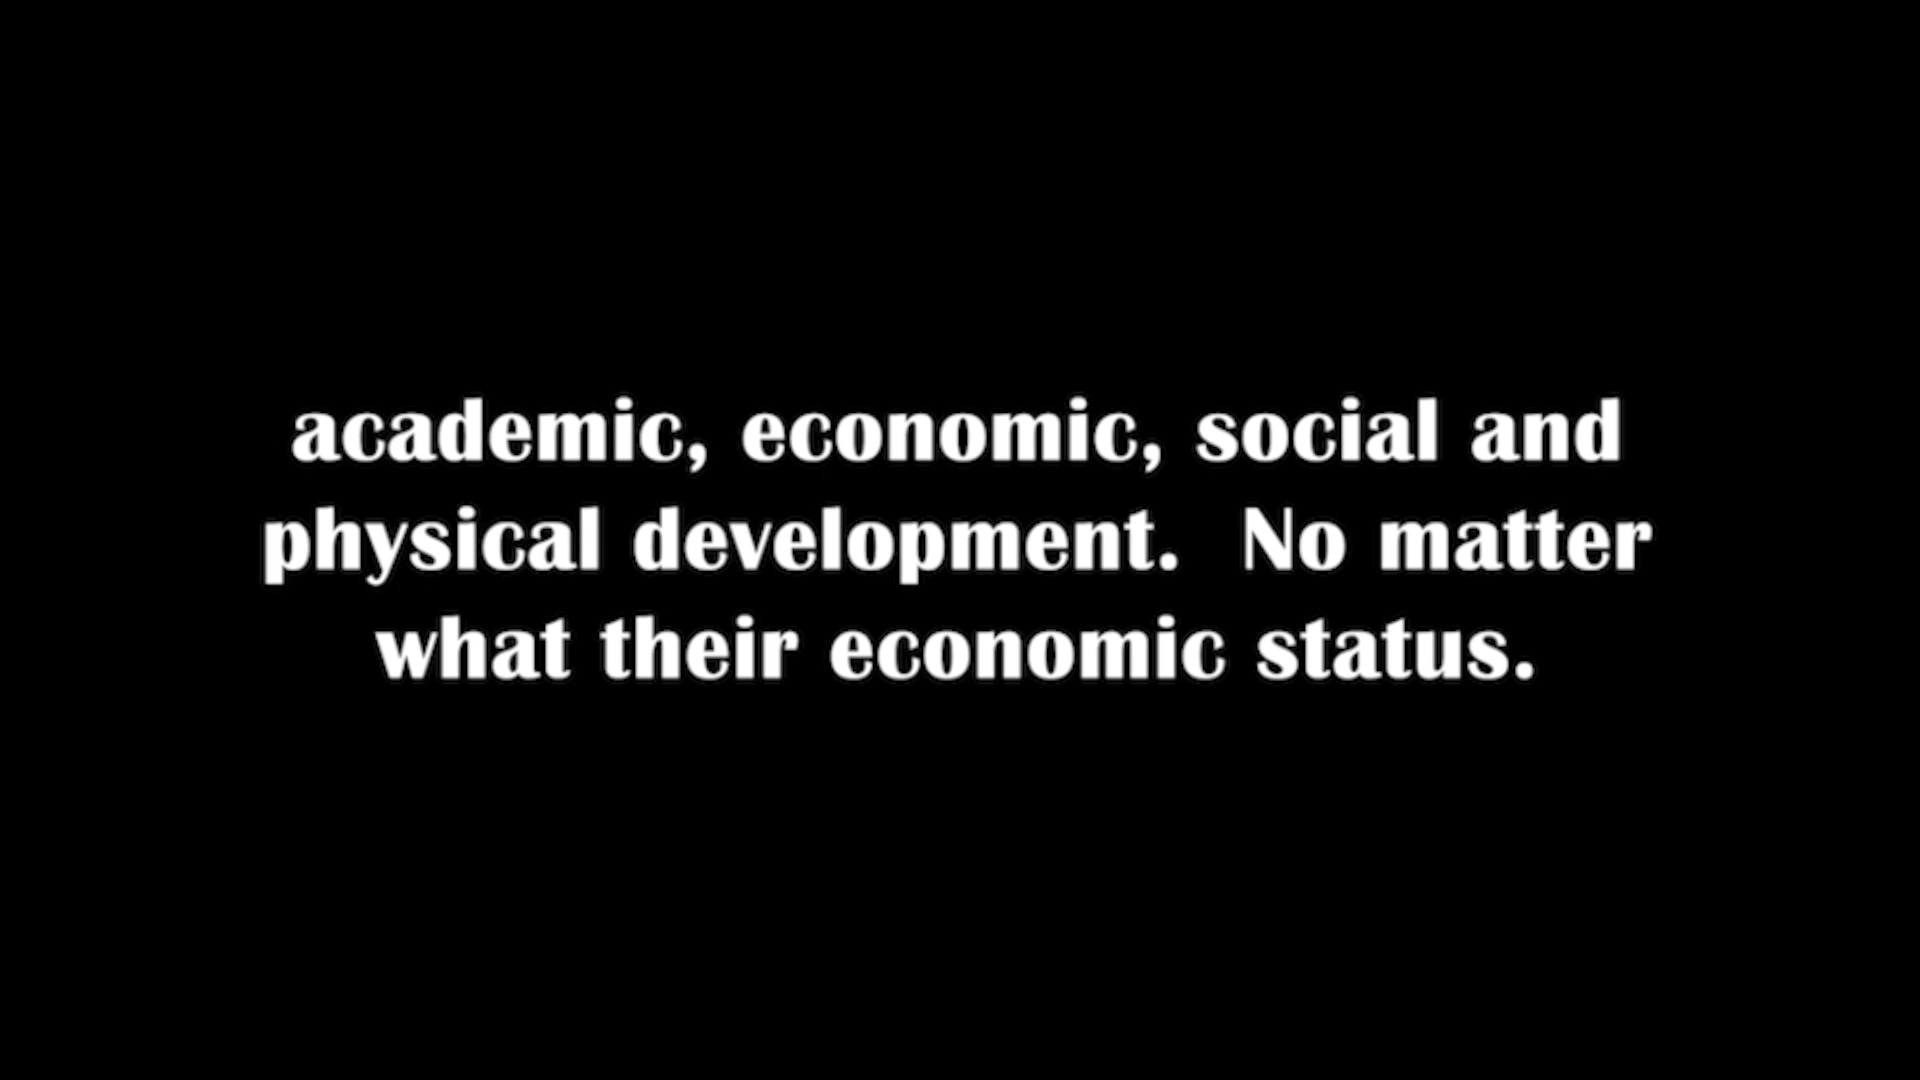 academic, economic, social and
physical development.  No matter
what their economic status.